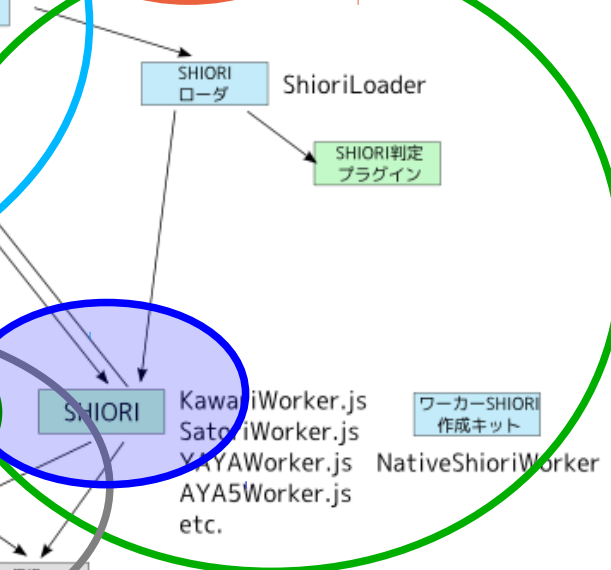 SHIORI
ローダ
ShioriLoader
SHIORI判定
プラグイン
SHIORI
KawariWorker.js
SatoriWorker.js
YAYAWorker.js
AYA5Worker.js
etc.
ワーカーSHIORI
作成キット
NativeShioriWorker